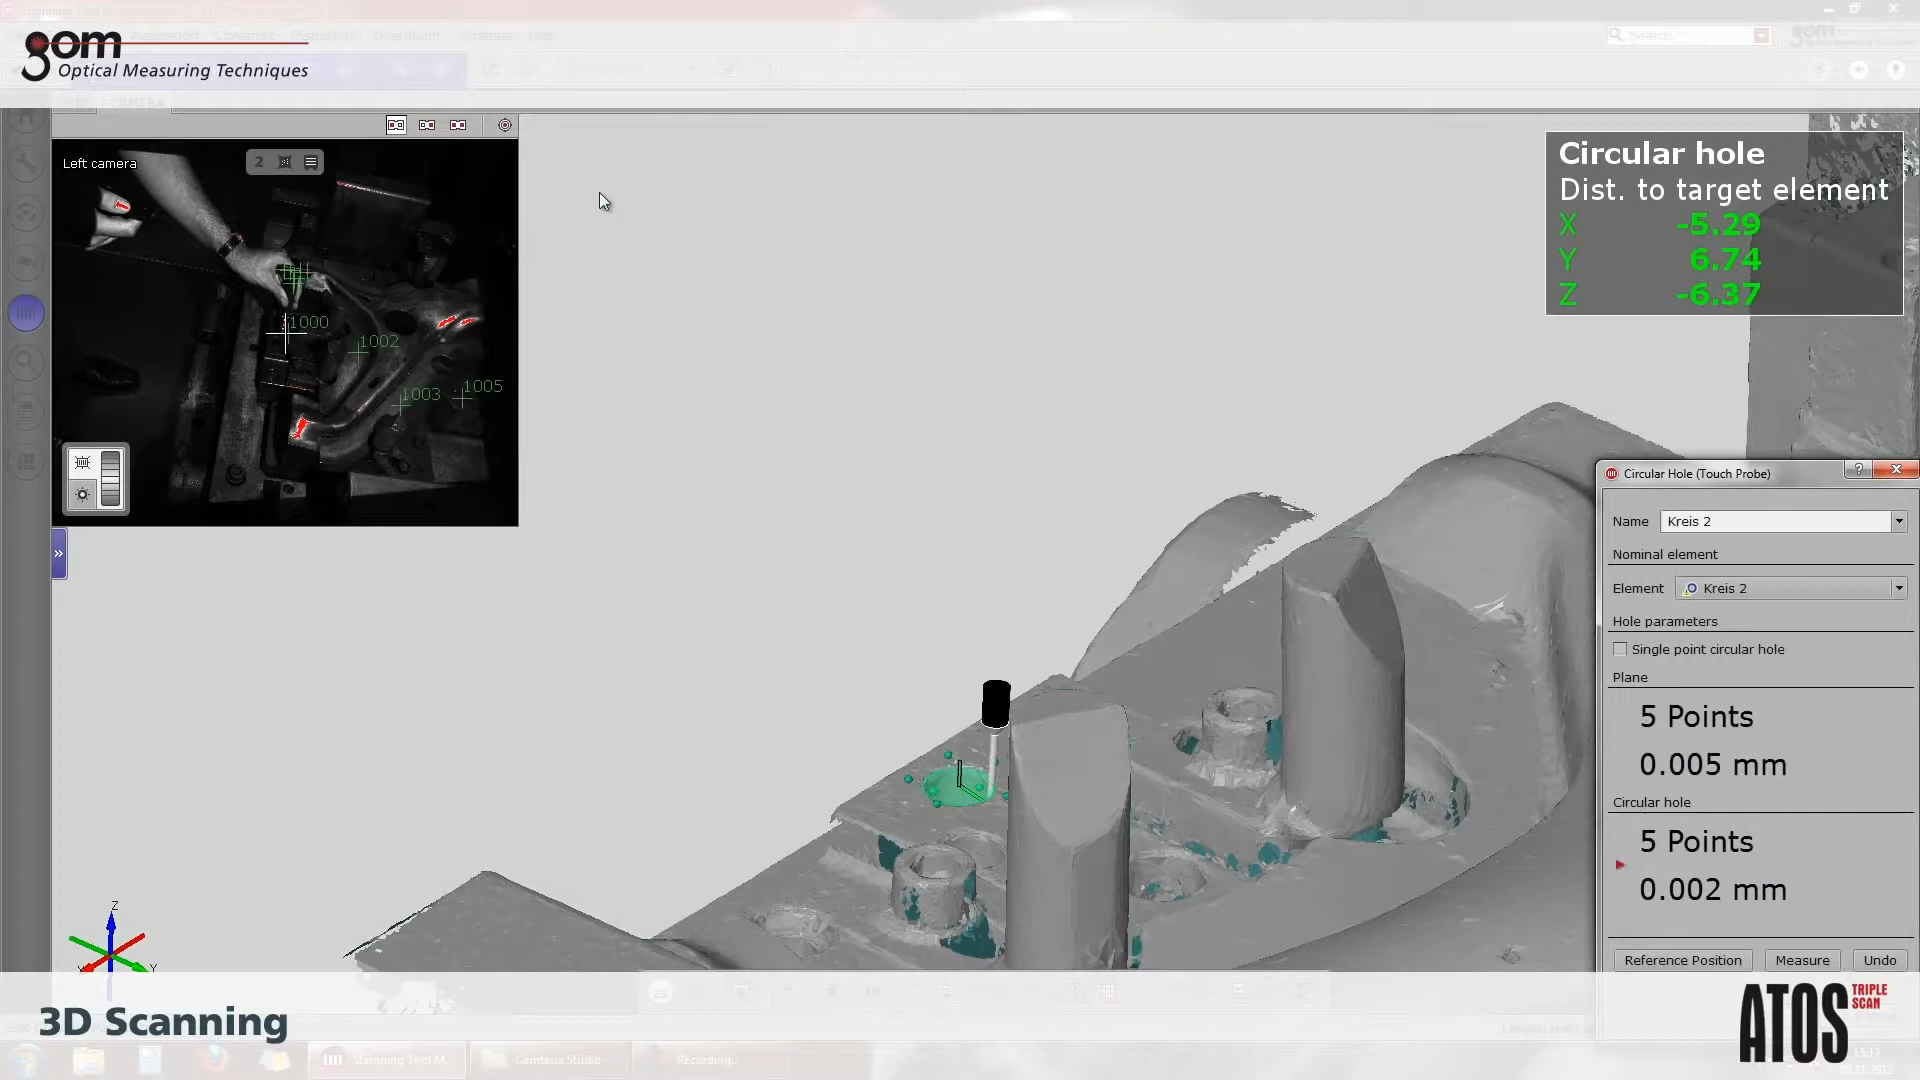 gom
Optical Measuring Techniques
Left camera
2
1000
1002
1003
1005
Circular hole
Dist. to target element
X -5.29
Y 6.74
Z -6.37
Circular Hole (Touch Probe)
?
Name Kreis 2
Nominal element
Element Kreis 2
Hole parameters
Single point circular hole
Plane
5 Points
0.005 mm
Circular hole
5 Points
0.002 mm
Reference Position Measure Undo
Z
Y
3D Scanning
ATOS TRIPLE SCAN
Camtasia Studio
Recording...